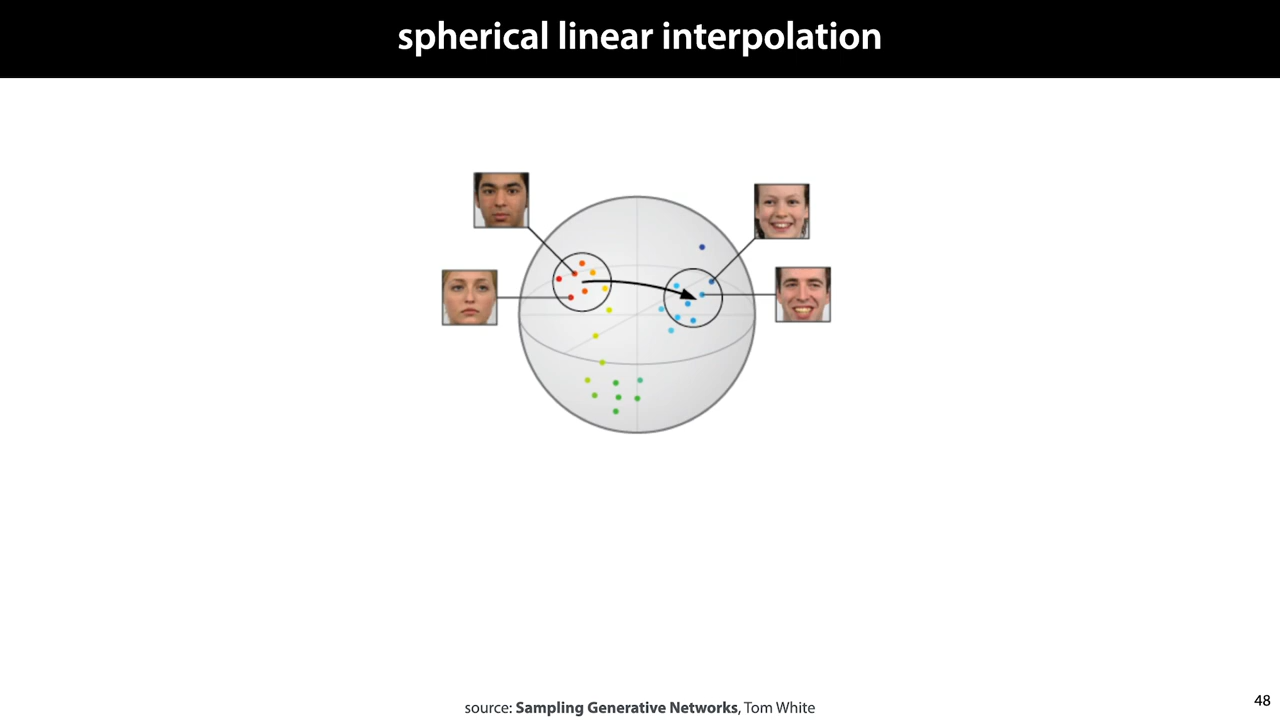 spherical linear interpolation
source: Sampling Generative Networks, Tom White
48